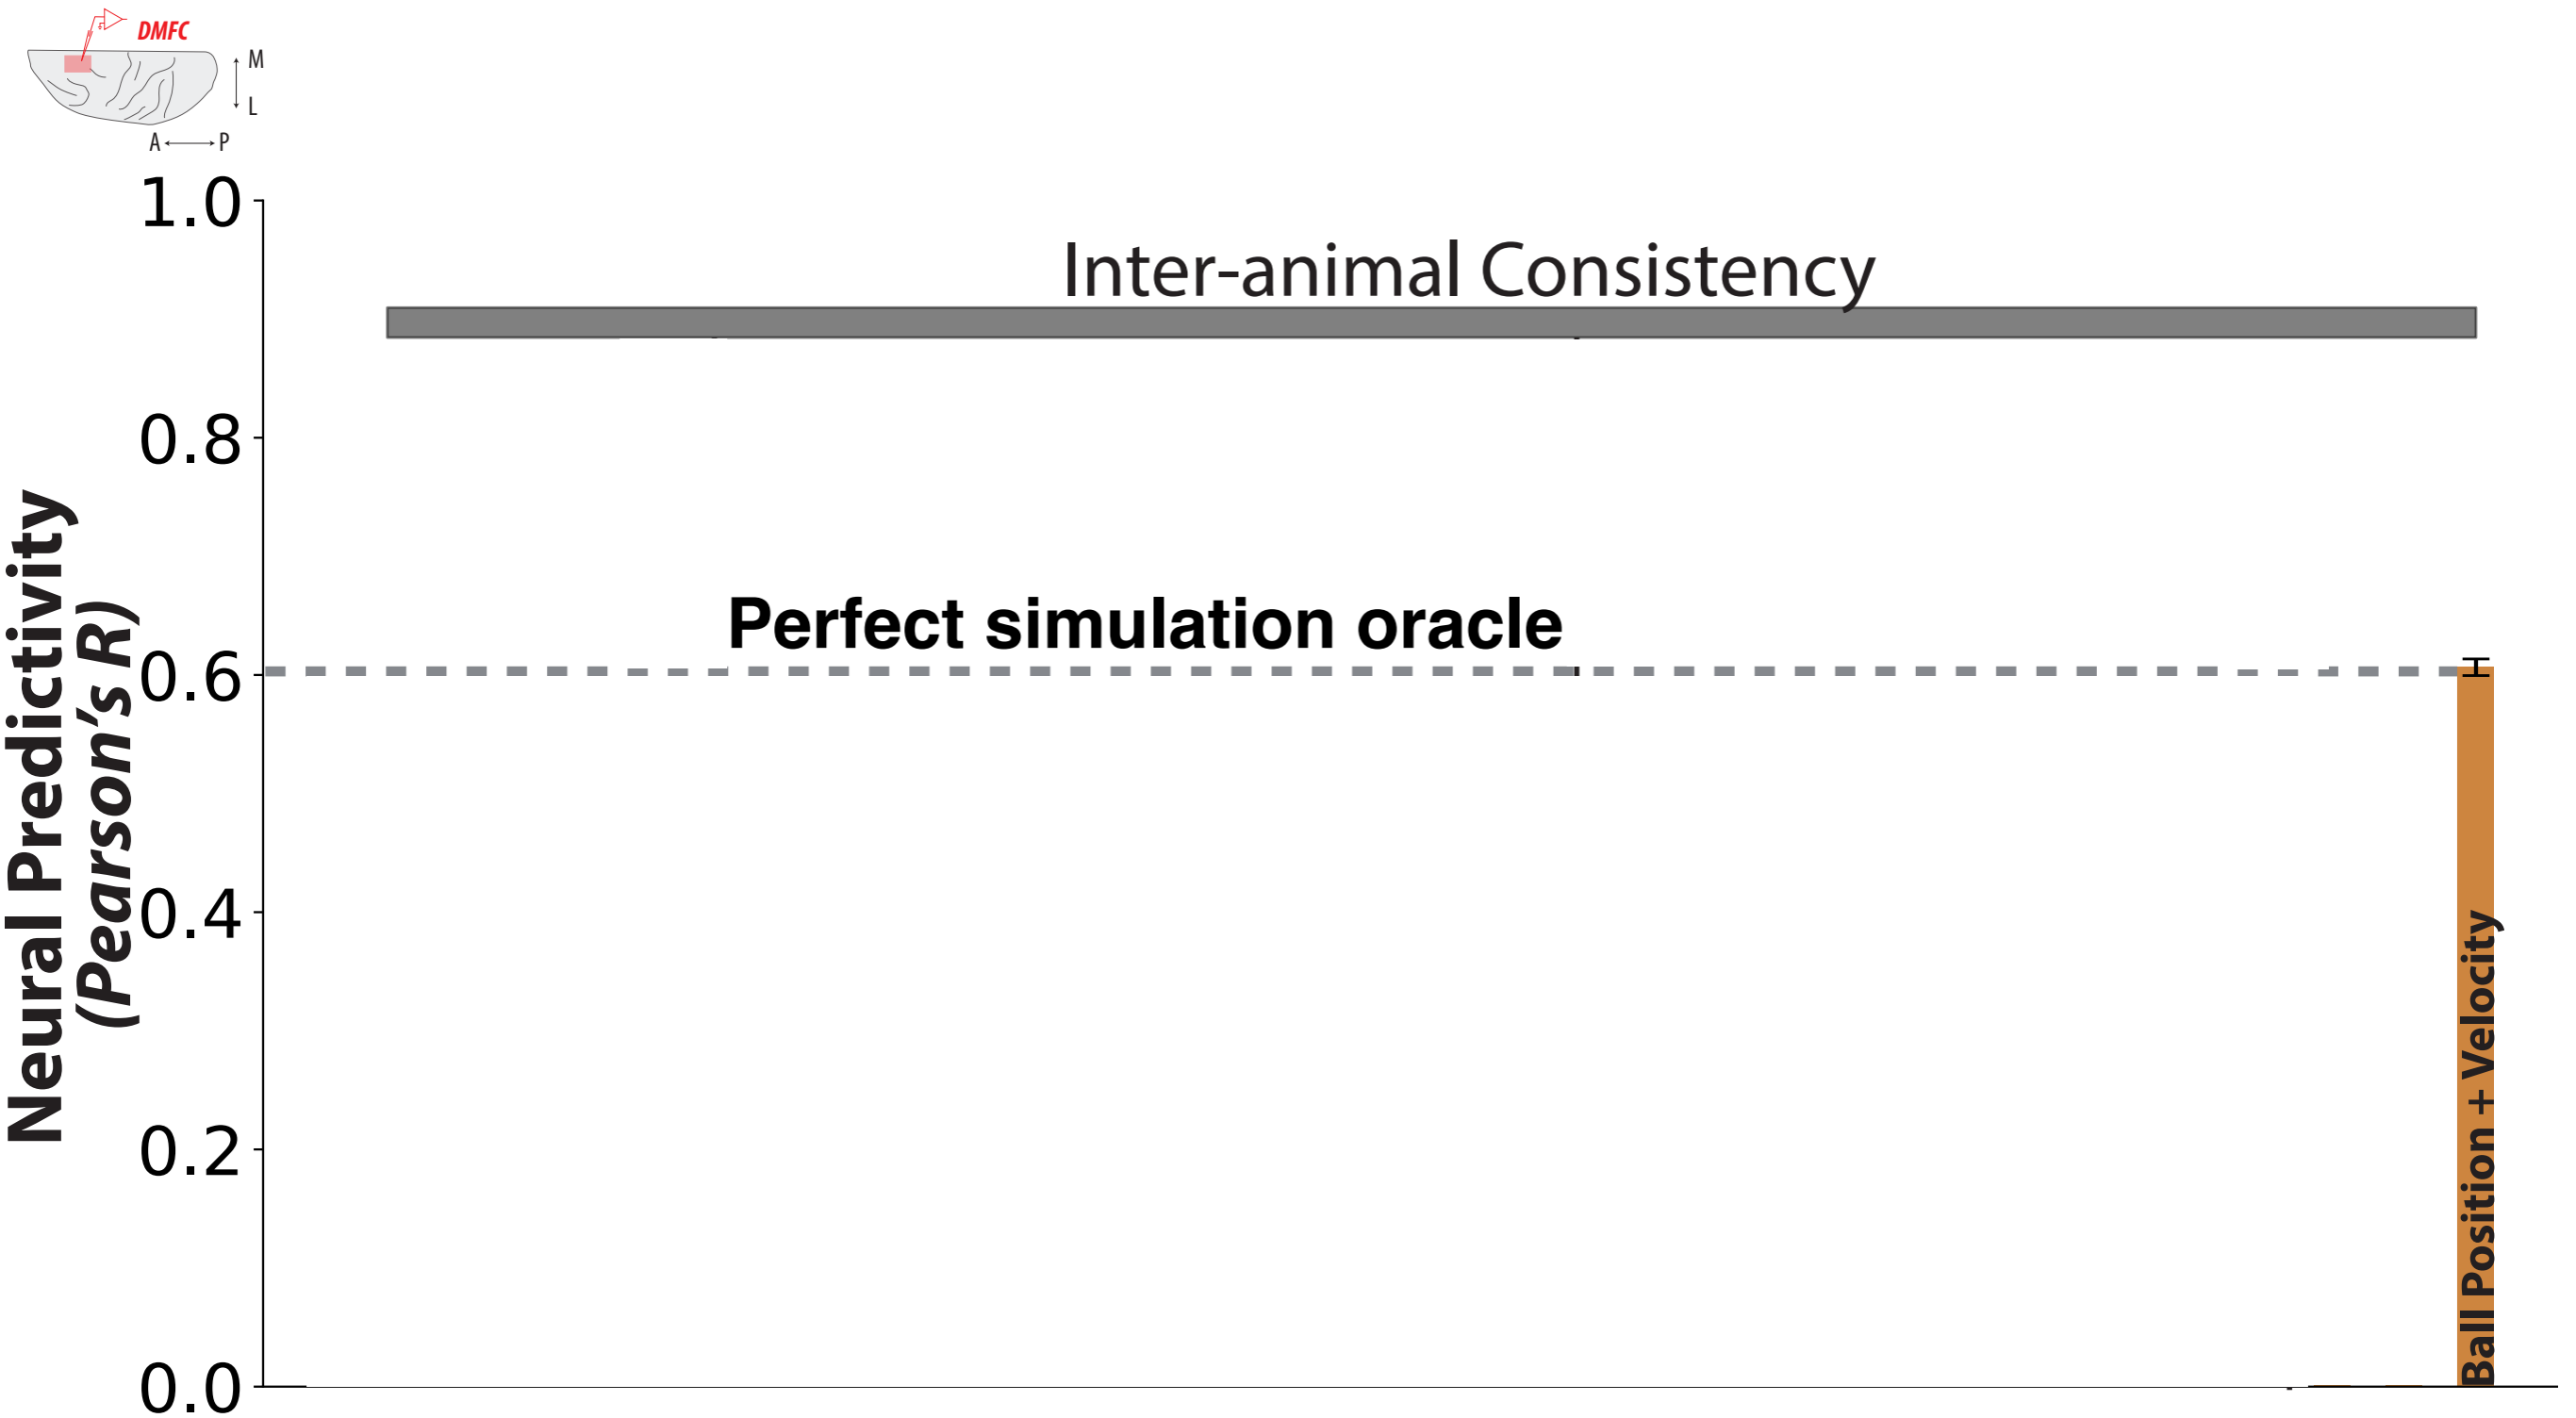 DMFC
M
L
A
P
1.0
Inter-animal Consistency
0.8
Perfect simulation oracle
0.6
0.4
0.2
0.0
Neural Predictivity
(Pearson’s R)
Ball Position + Velocity